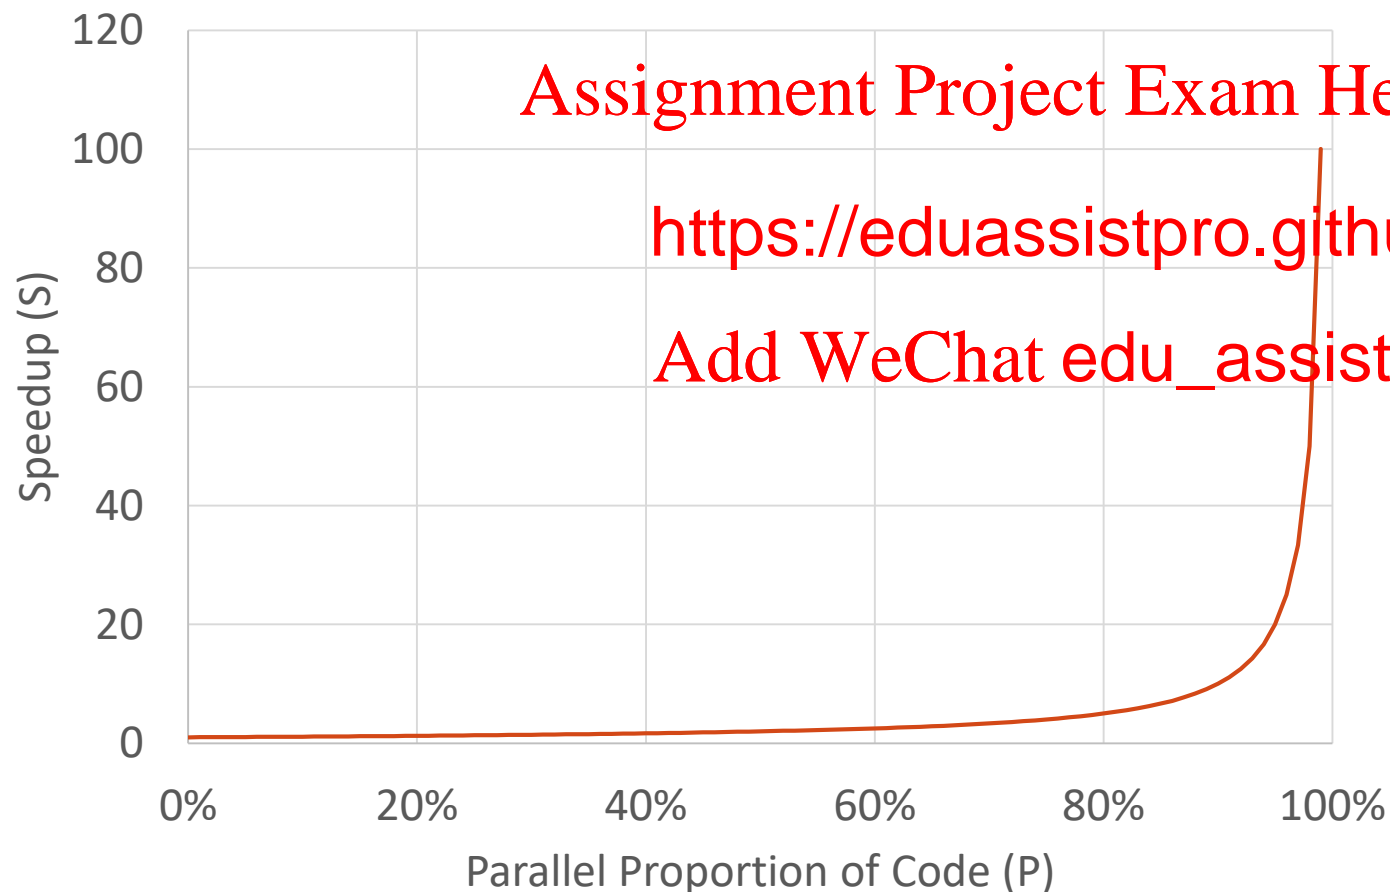 120
Assignment Project Exam He
100
https://eduassistpro.githu
80
Add WeChat edu_assist
60
40
20
0
Speedup (S)
0% 20% 40% 60% 80% 100%
Parallel Proportion of Code (P)